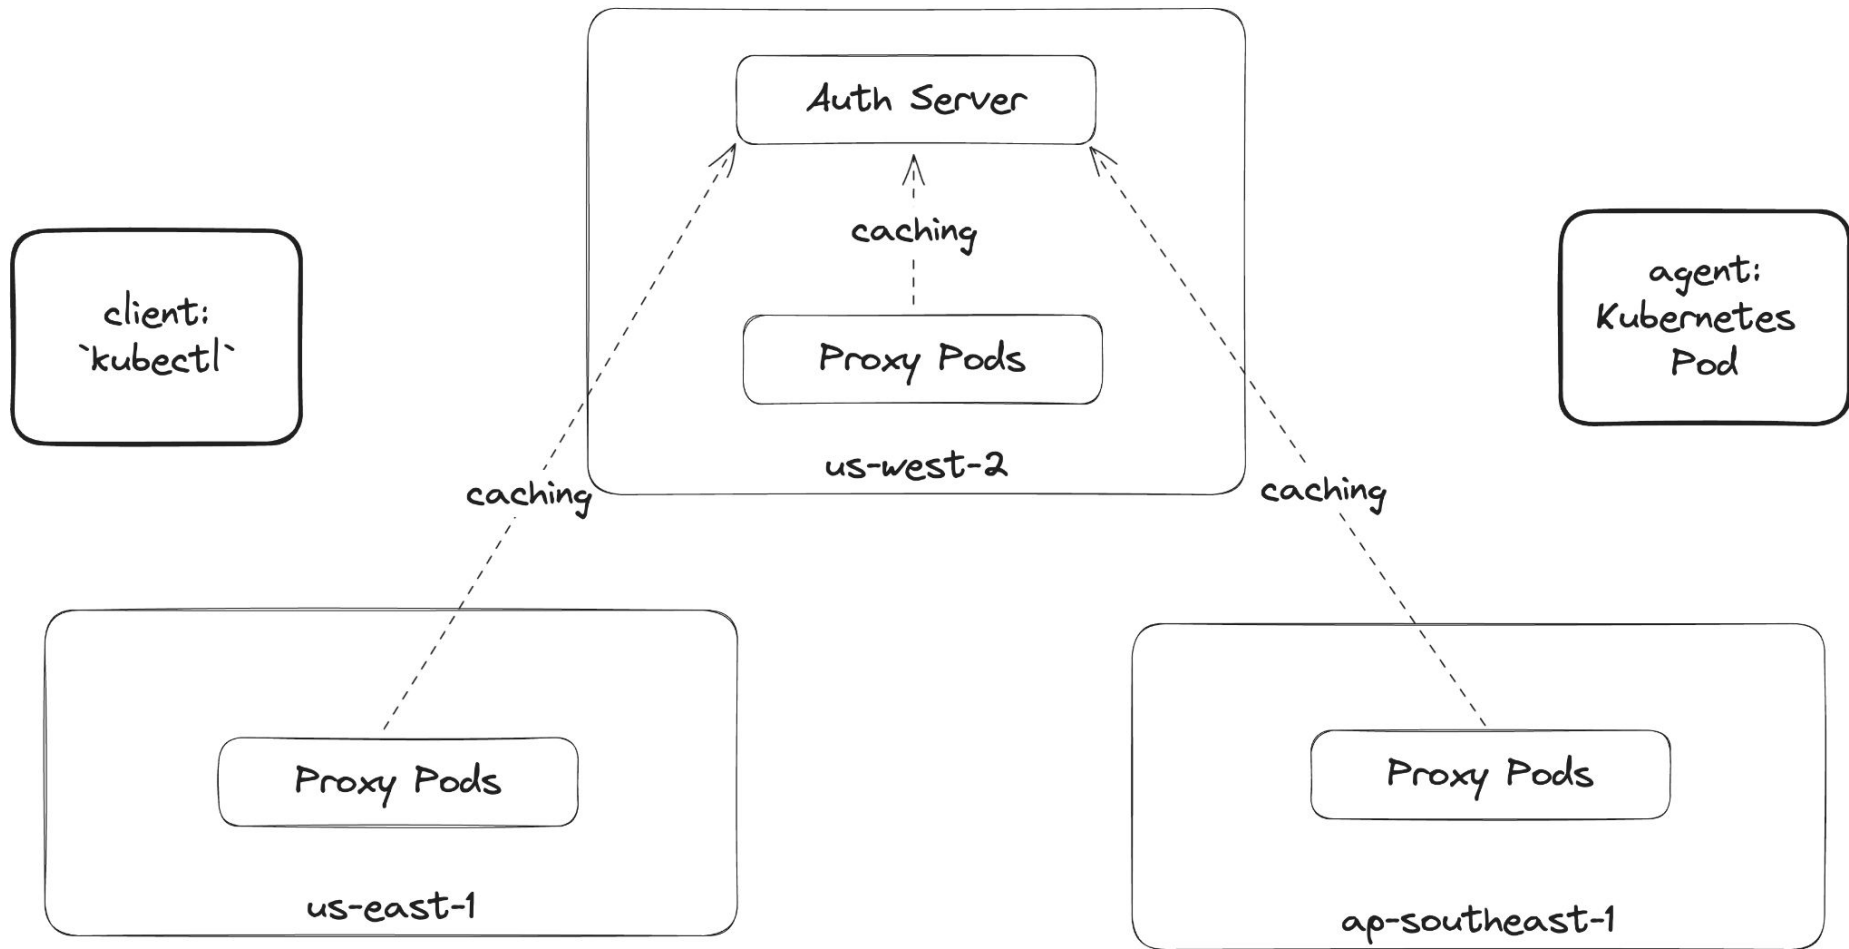 Auth Server
caching
client:
`kubectl`
agent:
Kubernetes
Pod
Proxy Pods
us-west-2
caching
caching
Proxy Pods
us-east-1
Proxy Pods
ap-southeast-1